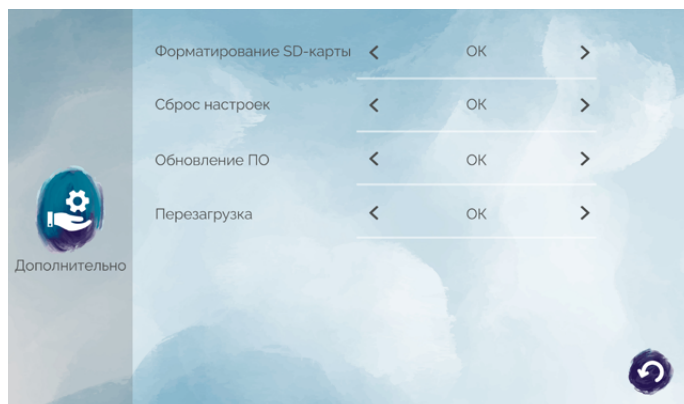 Форматирование SD-карты < ОК >
Сброс настроек < ОК >
Обновление ПО < ОК >
Перезагрузка < ОК >
Дополнительно